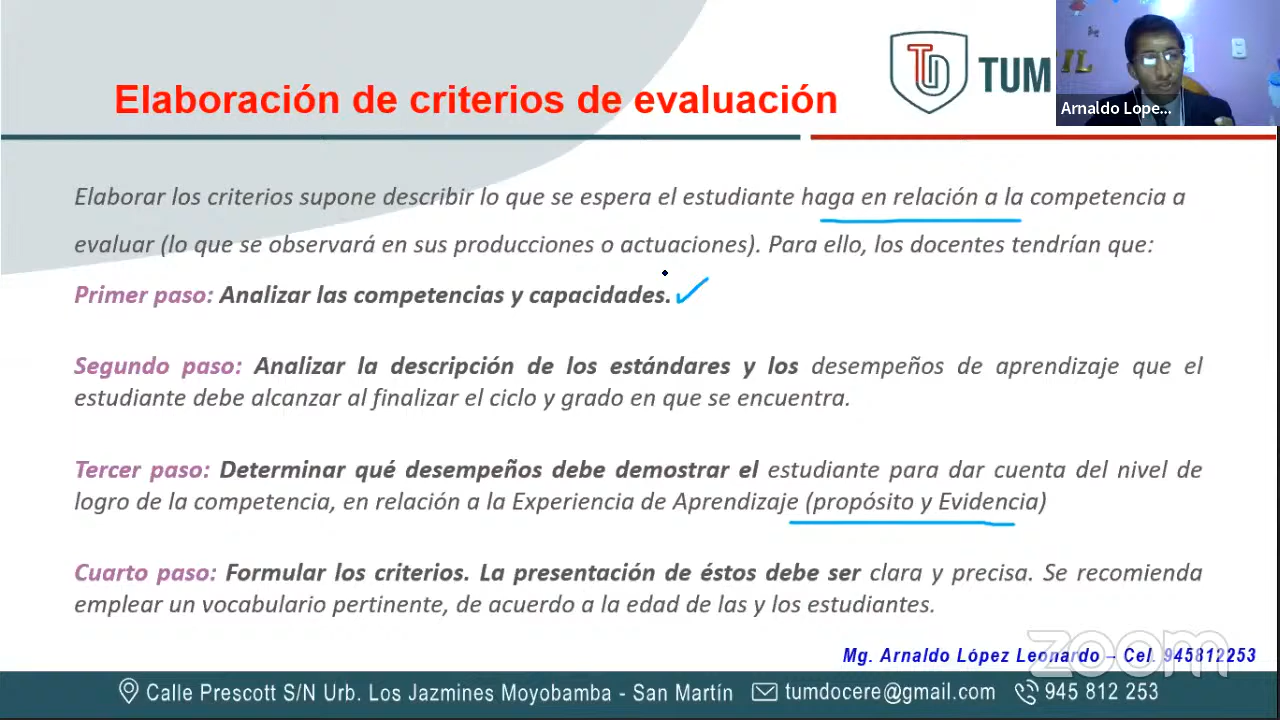 TUM
Arnaldo Lope...
Elaboración de criterios de evaluación
Elaborar los criterios supone describir lo que se espera el estudiante haga en relación a la competencia a
evaluar (lo que se observará en sus producciones o actuaciones). Para ello, los docentes tendrían que:
Primer paso: Analizar las competencias y capacidades.
Segundo paso: Analizar la descripción de los estándares y los desempeños de aprendizaje que el
estudiante debe alcanzar al finalizar el ciclo y grado en que se encuentra.
Tercer paso: Determinar qué desempeños debe demostrar el estudiante para dar cuenta del nivel de
logro de la competencia, en relación a la Experiencia de Aprendizaje (propósito y Evidencia)
Cuarto paso: Formular los criterios. La presentación de éstos debe ser clara y precisa. Se recomienda
emplear un vocabulario pertinente, de acuerdo a la edad de las y los estudiantes.
zoom
Mg. Arnaldo López Leonardo – Cel. 945812253
Calle Prescott S/N Urb. Los Jazmines Moyobamba - San Martín tumdocere@gmail.com 945 812 253